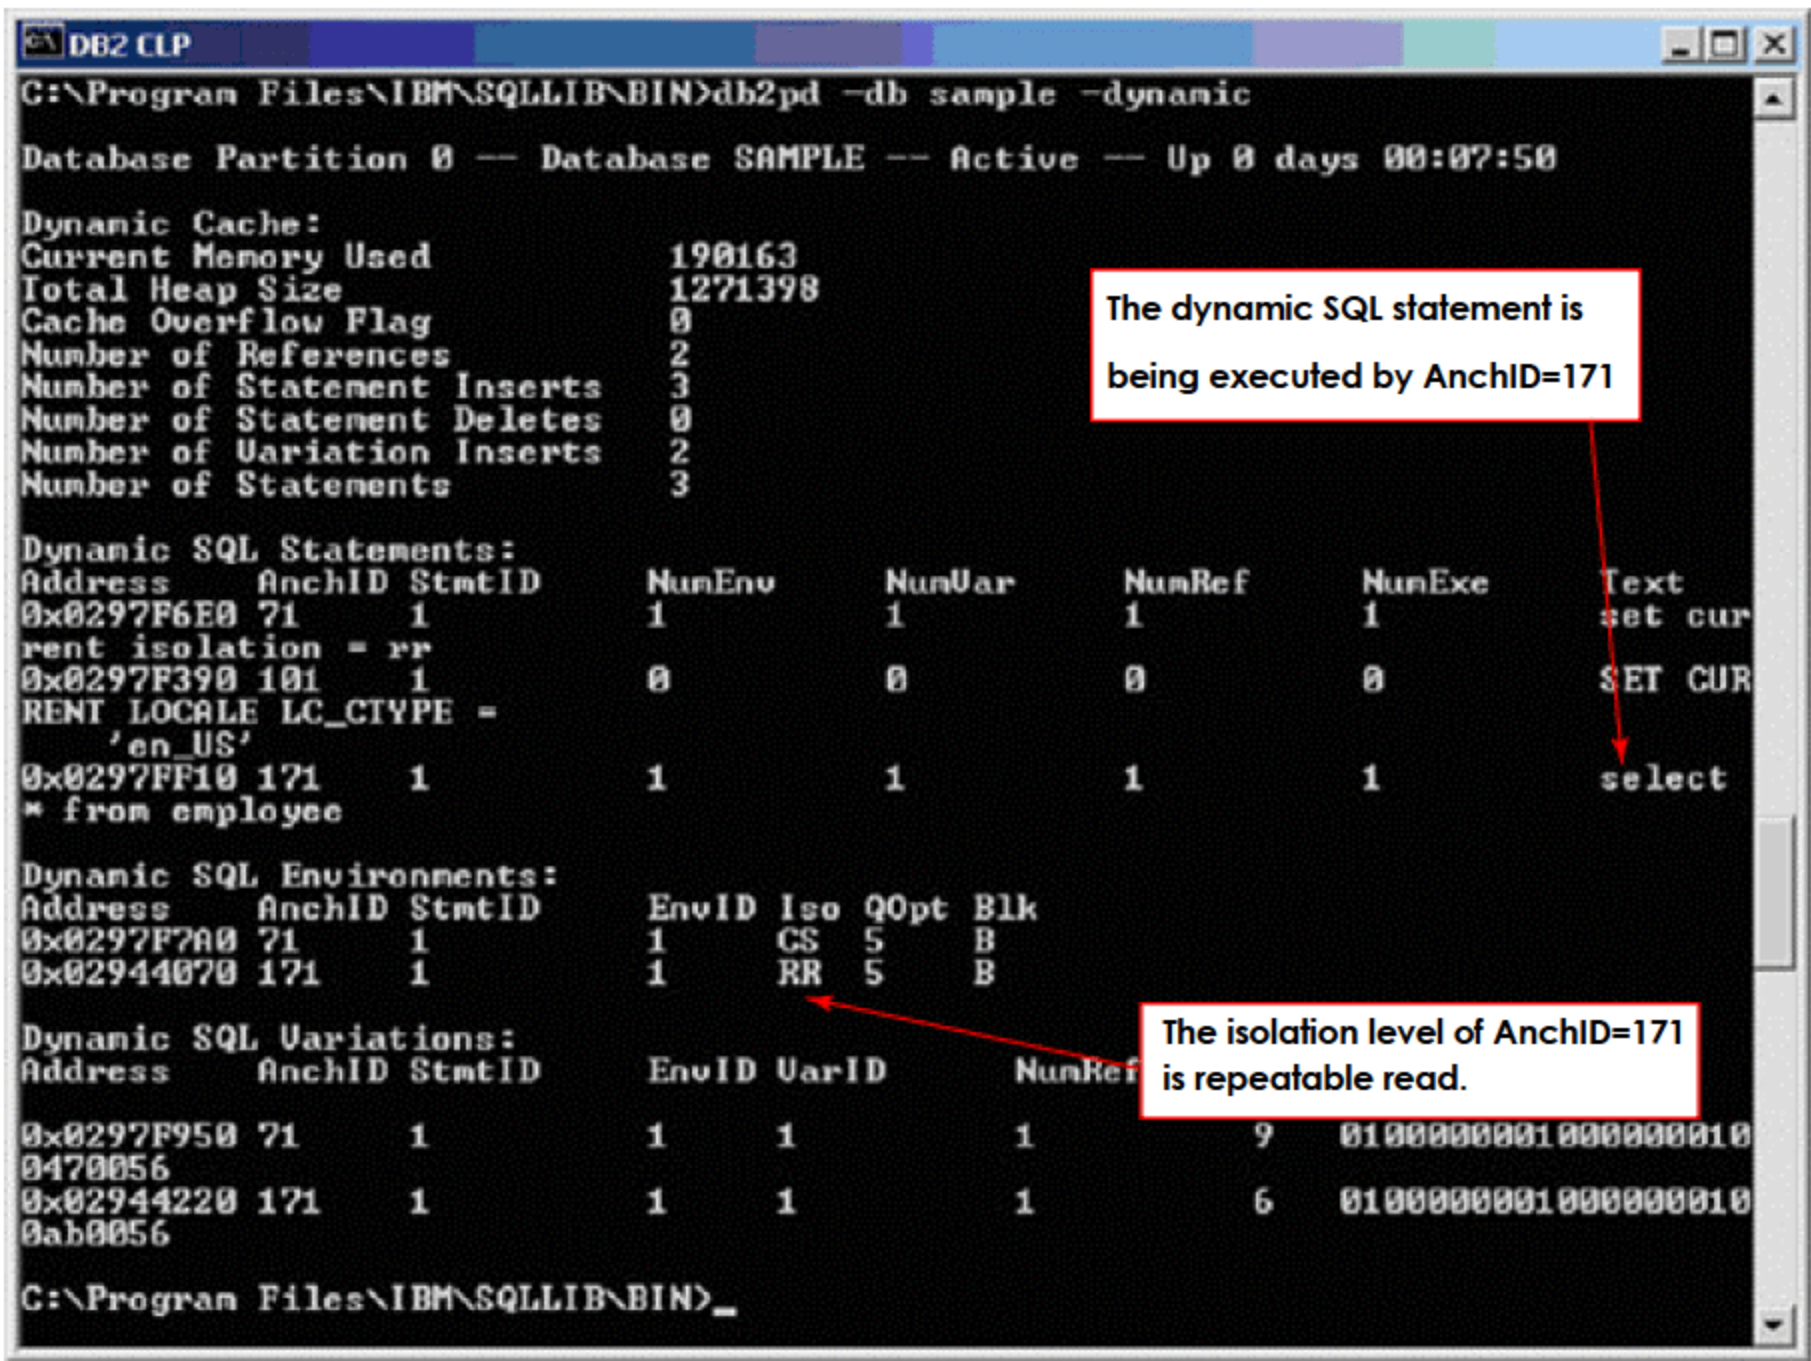 DB2 CLP
C:\Program Files\IBM\SQLLIB\BIN>db2pd -db sample -dynamic
Database Partition 0 -- Database SAMPLE -- Active -- Up 0 days 00:07:50
Dynamic Cache:
Current Memory Used 190163
Total Heap Size 1271398
Cache Overflow Flag 0
Number of References 2
Number of Statement Inserts 3
Number of Statement Deletes 0
Number of Variation Inserts 2
Number of Statements 3
The dynamic SQL statement is
being executed by AnchID=171
Dynamic SQL Statements:
Address AnchID StmtID NumEnv NumVar NumRef NumExe Text
0x0297F6E0 71 1 1 1 1 1 set cur
rent isolation = rr
0x0297F390 101 1 0 0 0 0 SET CUR
RENT LOCALE LC_CTYPE =
'en_US'
0x0297FF10 171 1 1 1 1 1 select
* from employee
Dynamic SQL Environments:
Address AnchID StmtID EnvID Iso QOpt Blk
0x0297F7A0 71 1 1 CS 5 B
0x02944070 171 1 1 RR 5 B
The isolation level of AnchID=171
is repeatable read.
Dynamic SQL Variations:
Address AnchID StmtID EnvID VarID NumRef
0x0297F950 71 1 1 1 1 9 0100000001000000010
0470056
0x02944220 171 1 1 1 1 6 0100000001000000010
0ab0056
C:\Program Files\IBM\SQLLIB\BIN>_